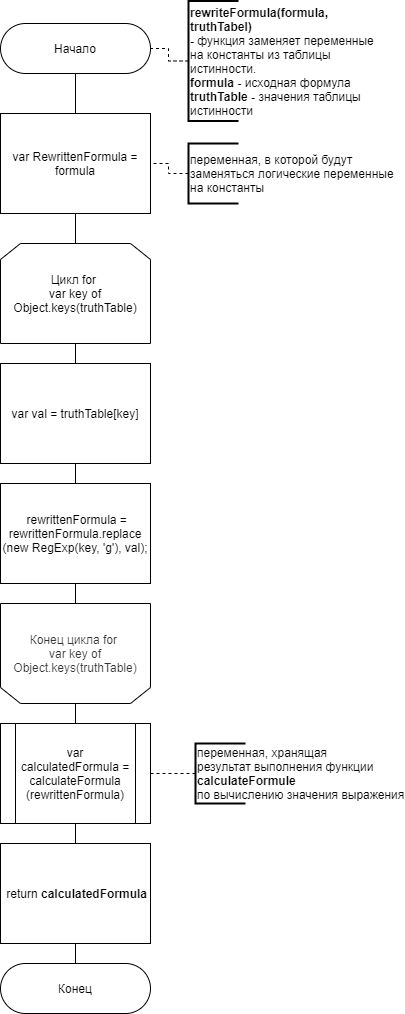 Начало
rewriteFormula(formula,
truthTabel)
- функция заменяет переменные
на константы из таблицы
истинности.
formula - исходная формула
truthTable - значения таблицы
истинности
var RewrittenFormula =
formula
переменная, в которой будут
заменяться логические переменные
на константы
Цикл for
var key of
Object.keys(truthTable)
var val = truthTable[key]
rewrittenFormula =
rewrittenFormula.replace
(new RegExp(key, 'g'), val);
Конец цикла for
var key of
Object.keys(truthTable)
var
calculatedFormula =
calculateFormula
(rewrittenFormula)
переменная, хранящая
результат выполнения функции
calculateFormule
по вычислению значения выражения
return calculatedFormula
Конец